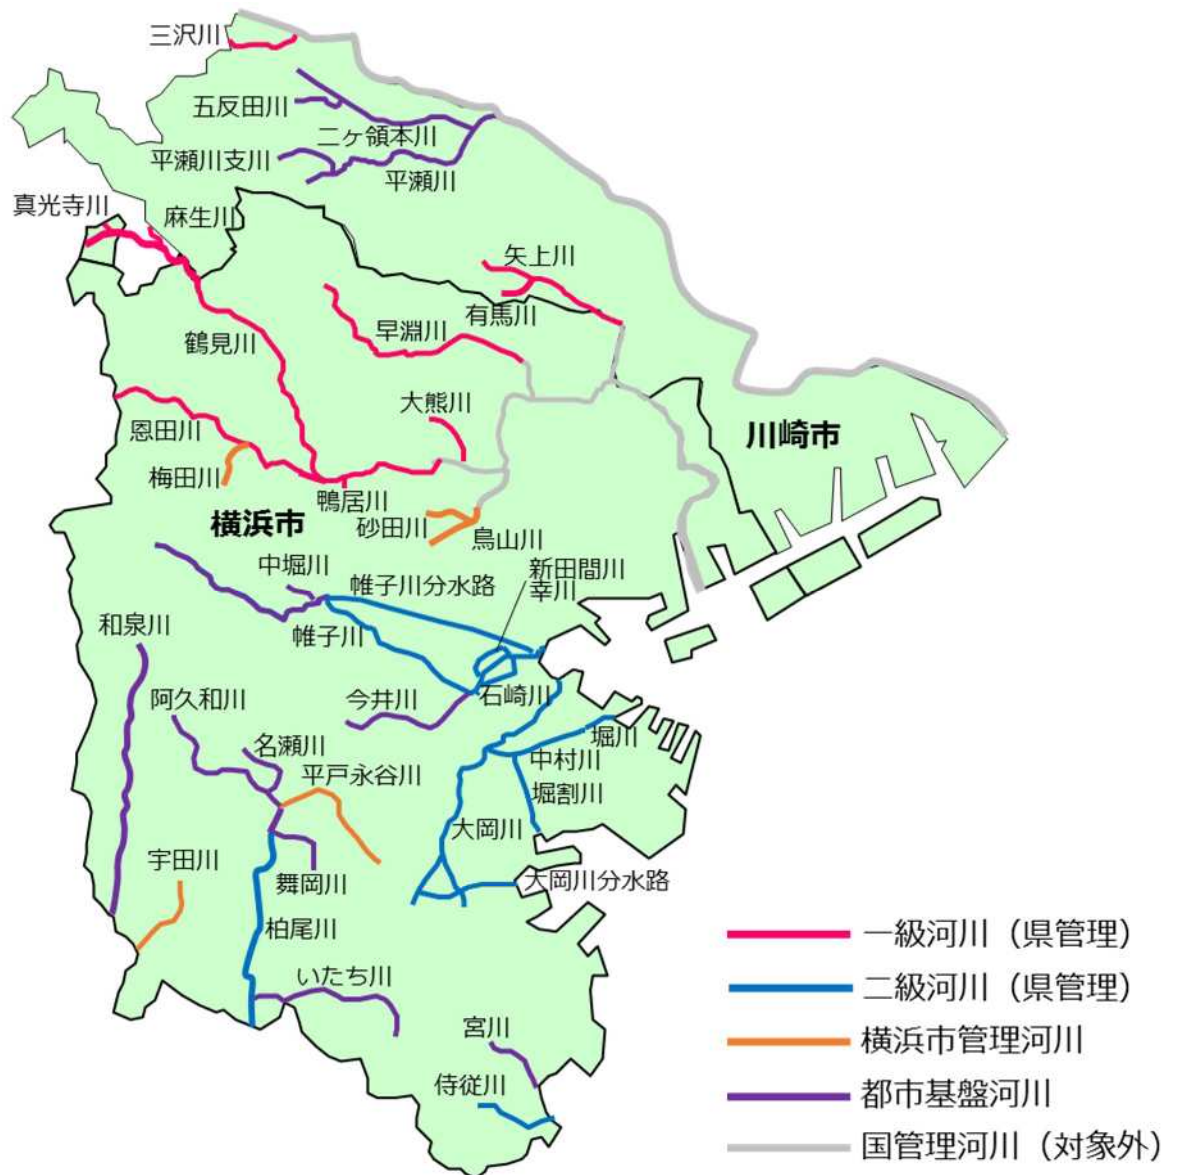 三沢川
五反田川
二ヶ領本川
平瀬川支川
平瀬川
真光寺川
麻生川
矢上川
有馬川
早淵川
鶴見川
大熊川
恩田川
川崎市
梅田川
鴨居川
横浜市
砂田川
鳥山川
中堀川
新田間川
幸川
帷子川分水路
帷子川
和泉川
石崎川
今井川
阿久和川
堀川
名瀬川
中村川
平戸永谷川
堀割川
大岡川
宇田川
舞岡川
大岡川分水路
柏尾川
いたち川
宮川
侍従川
一級河川（県管理）
二級河川（県管理）
横浜市管理河川
都市基盤河川
国管理河川（対象外）